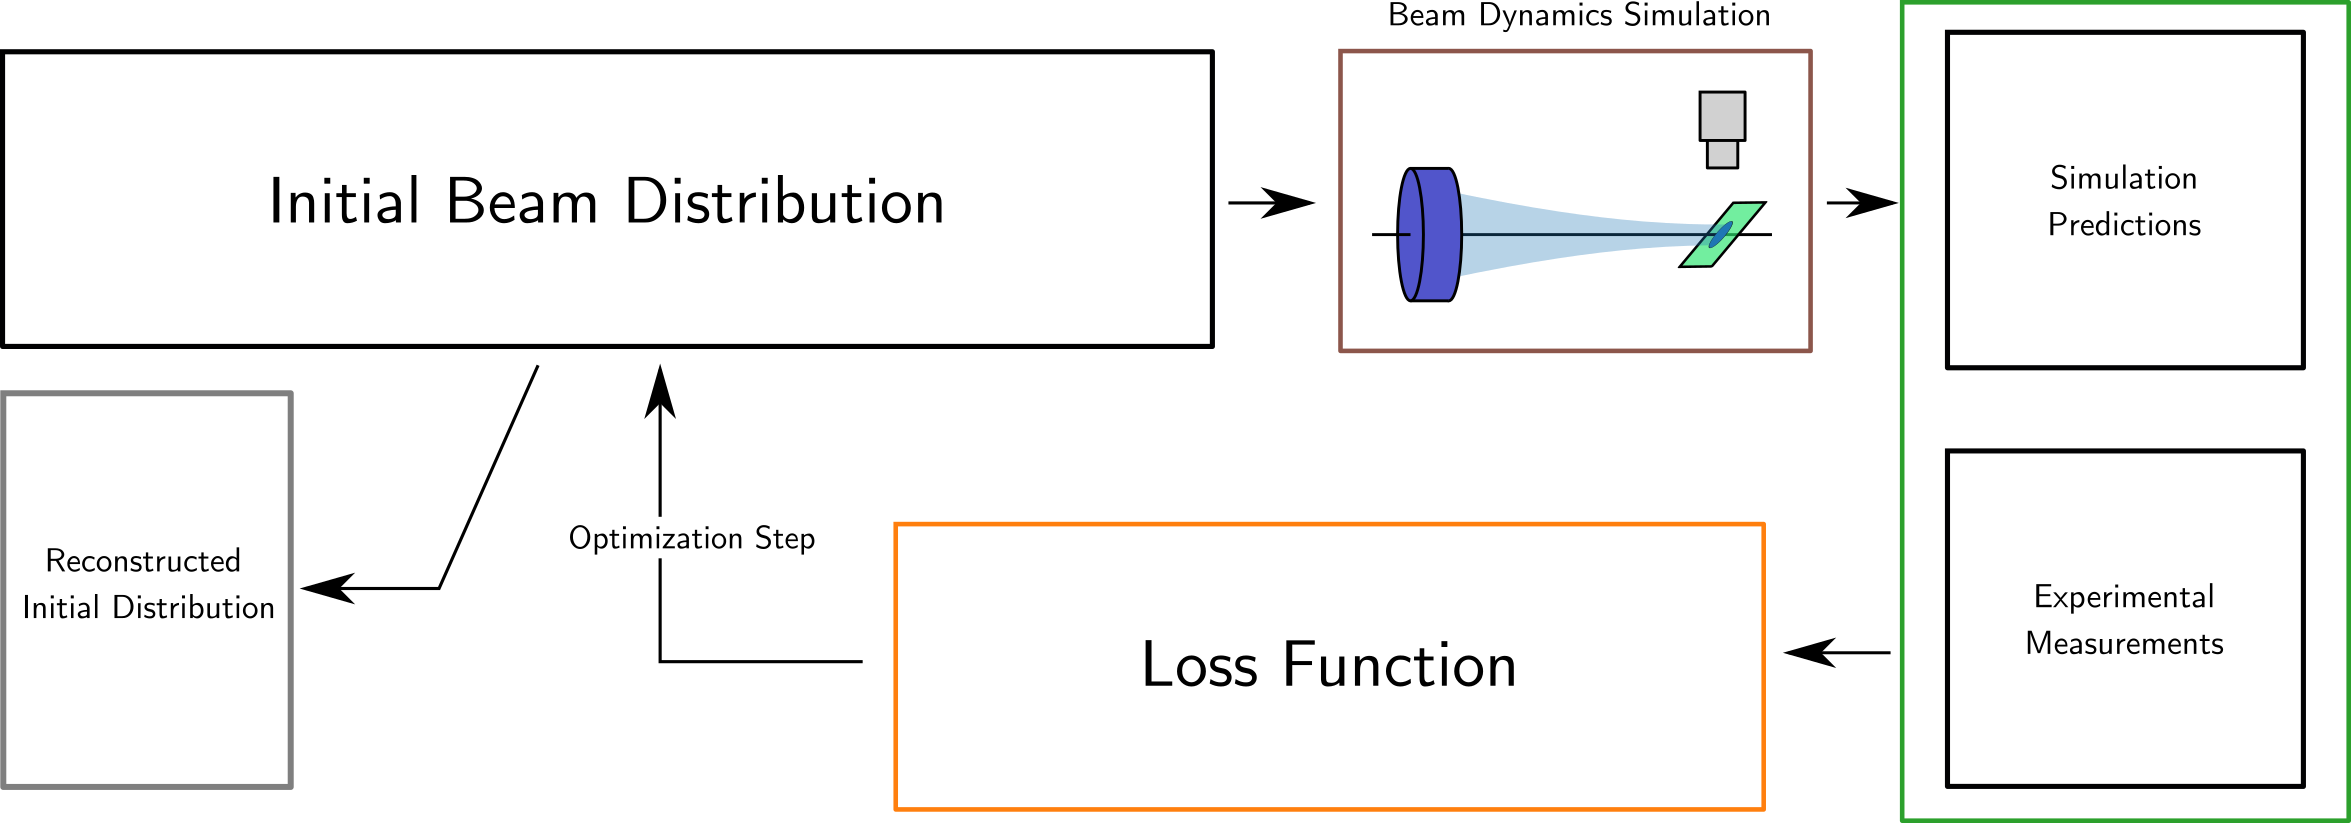 Beam Dynamics Simulation
Initial Beam Distribution
Simulation
Predictions
Optimization Step
Reconstructed
Initial Distribution
Loss Function
Experimental
Measurements